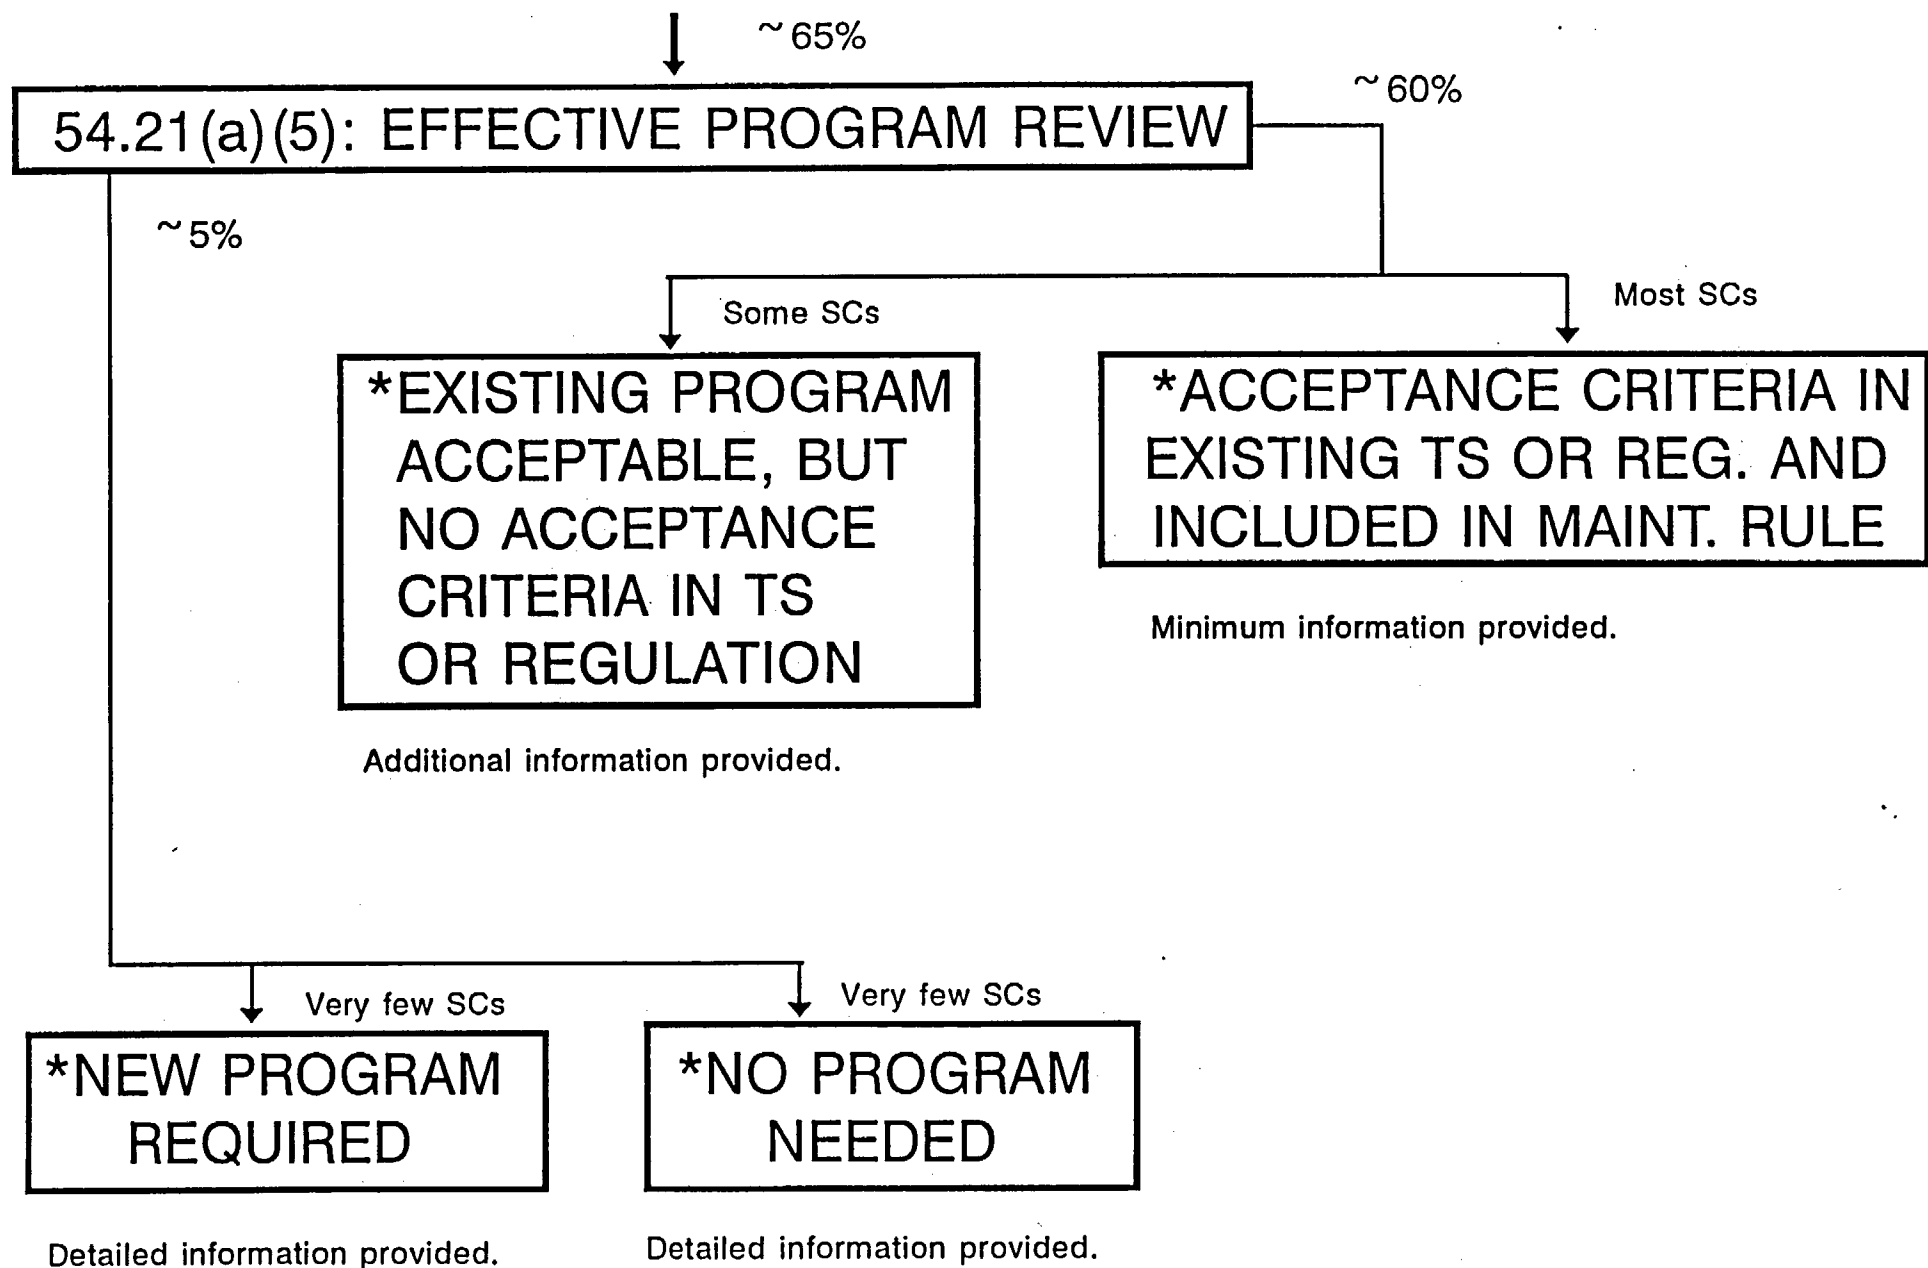 ~65%
54.21(a)(5): EFFECTIVE PROGRAM REVIEW
~60%
~5%
Some SCs
Most SCs
*EXISTING PROGRAM
ACCEPTABLE, BUT
NO ACCEPTANCE
CRITERIA IN TS
OR REGULATION
*ACCEPTANCE CRITERIA IN
EXISTING TS OR REG. AND
INCLUDED IN MAINT. RULE
Minimum information provided.
Additional information provided.
Very few SCs
Very few SCs
*NEW PROGRAM
REQUIRED
*NO PROGRAM
NEEDED
Detailed information provided.
Detailed information provided.